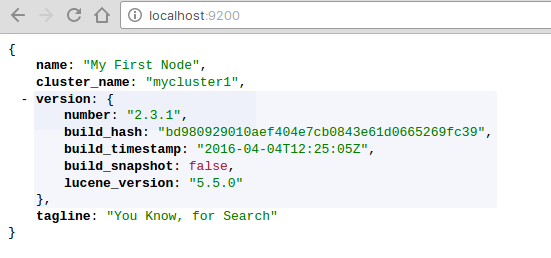 localhost:9200
{
name: "My First Node",
cluster_name: "mycluster1",
- version: {
number: "2.3.1",
build_hash: "bd980929010aef404e7cb0843e61d0665269fc39",
build_timestamp: "2016-04-04T12:25:05Z",
build_snapshot: false,
lucene_version: "5.5.0"
},
tagline: "You Know, for Search"
}